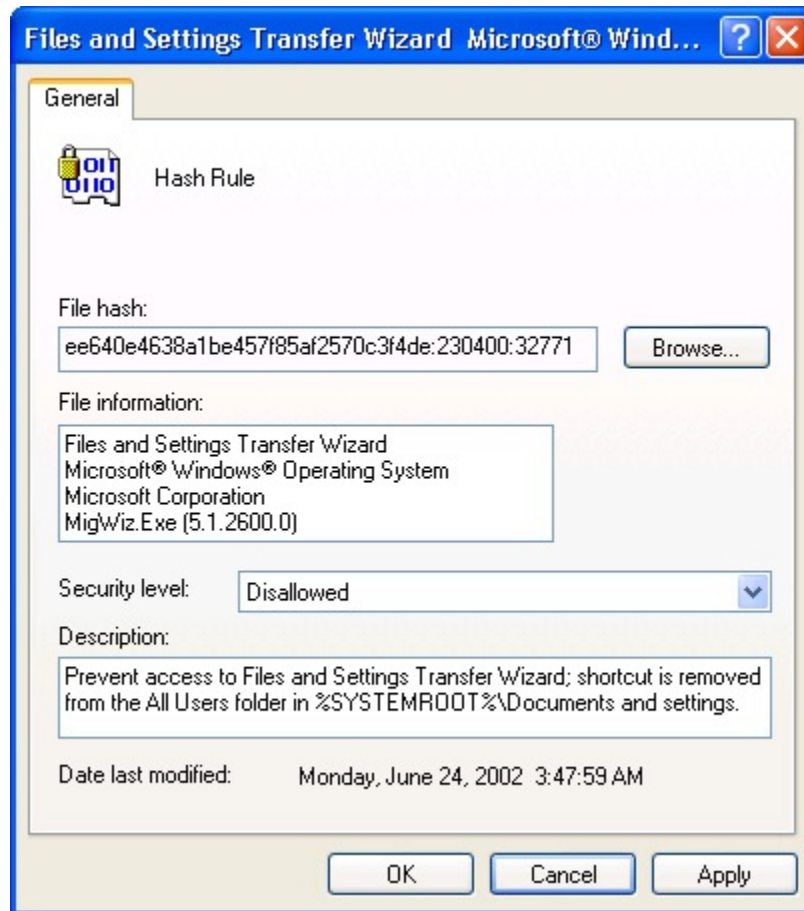 Files and Settings Transfer Wizard Microsoft® Wind...
General
Hash Rule
File hash:
ee640e4638a1be457f85af2570c3f4de:230400:32771
Browse...
File information:
Files and Settings Transfer Wizard
Microsoft® Windows® Operating System
Microsoft Corporation
MigWiz.Exe (5.1.2600.0)
Security level:
Disallowed
Description:
Prevent access to Files and Settings Transfer Wizard; shortcut is removed
from the All Users folder in %SYSTEMROOT%\Documents and settings.
Date last modified:
Monday, June 24, 2002 3:47:59 AM
OK
Cancel
Apply